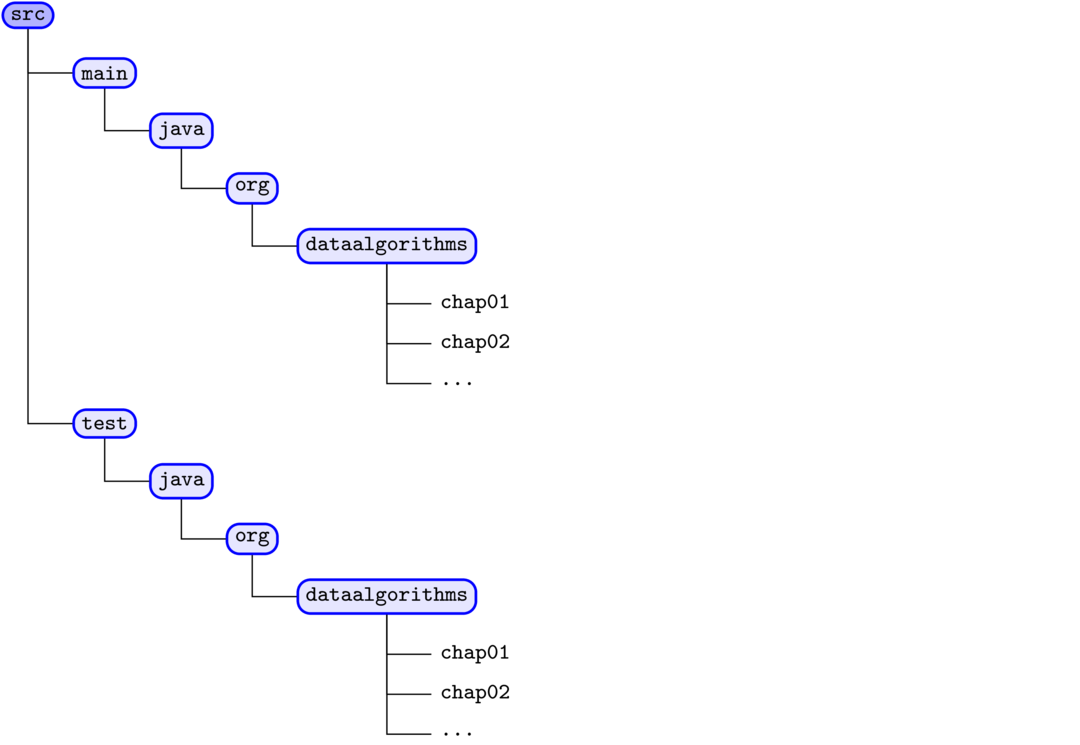 src
main
java
org
dataalgorithms
chap01
chap02
...
test
java
org
dataalgorithms
chap01
chap02
...